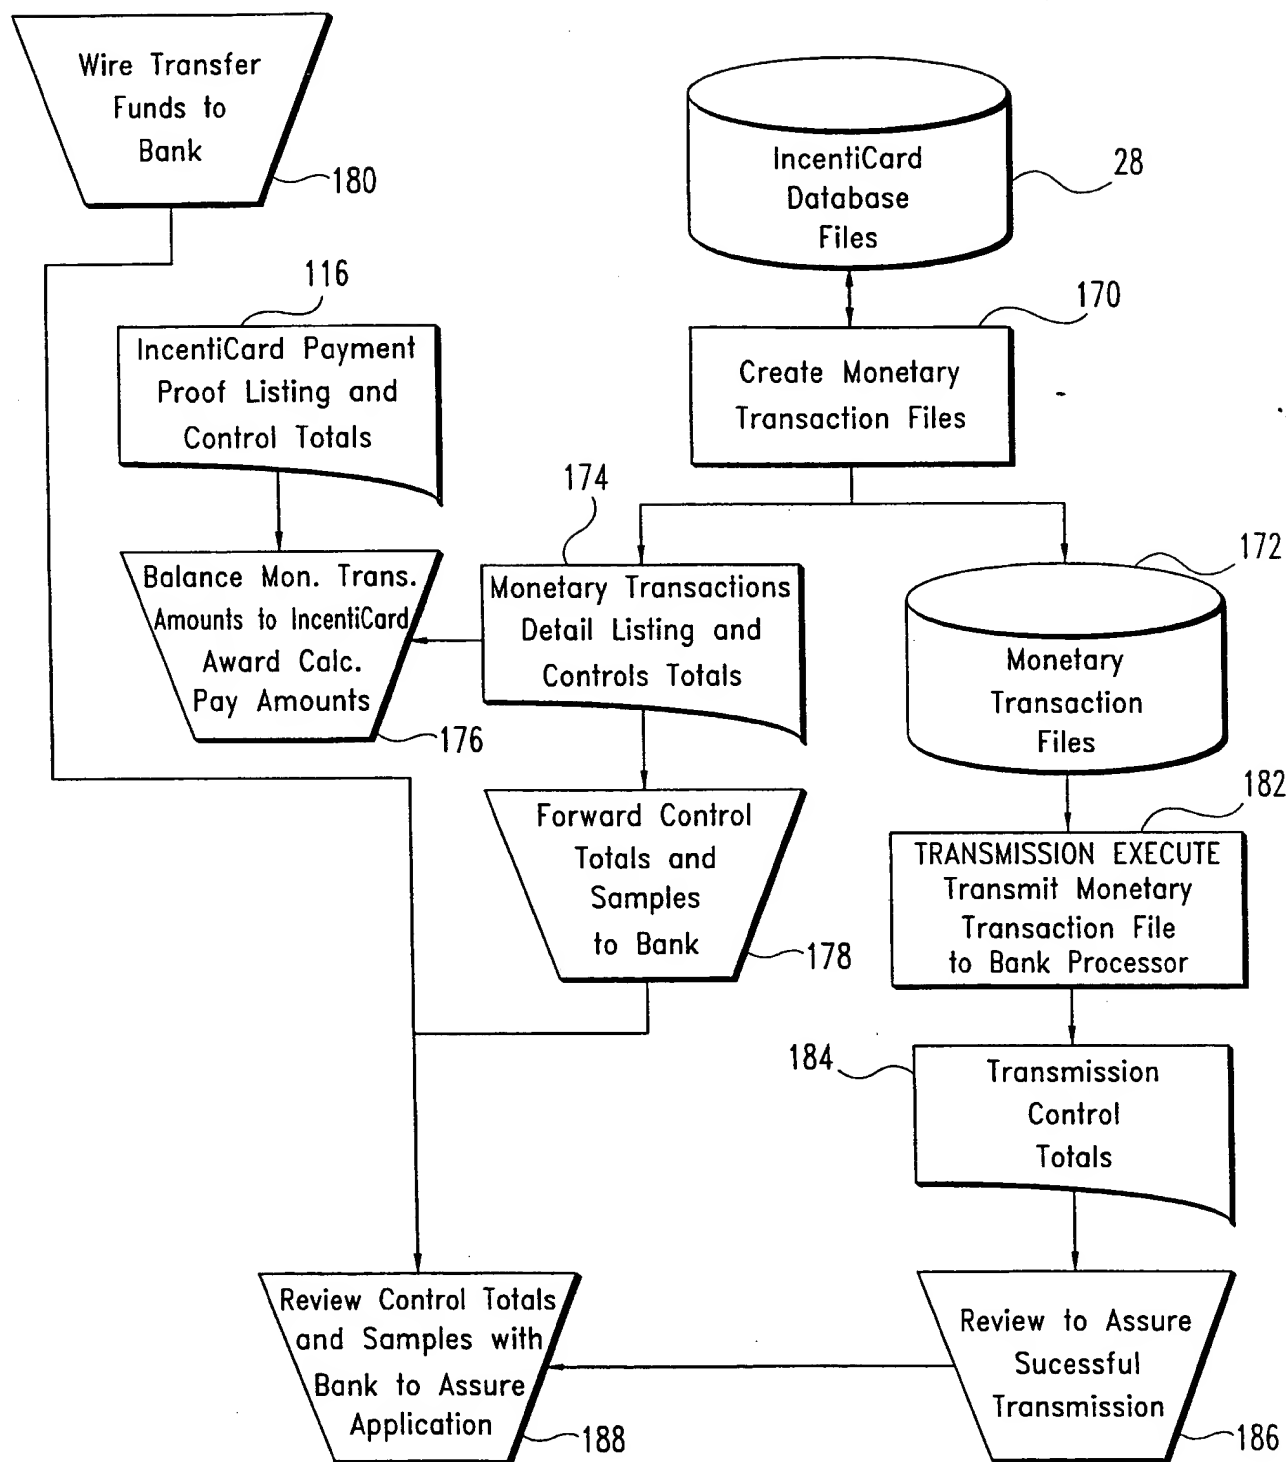 Wire Transfer
Funds to
Bank
180
IncentiCard
Database
Files
28
116
IncentiCard Payment
Proof Listing and
Control Totals
170
Create Monetary
Transaction Files
174
172
Balance Mon. Trans.
Amounts to IncentiCard
Award Calc.
Pay Amounts
176
Monetary Transactions
Detail Listing and
Controls Totals
Monetary
Transaction
Files
182
Forward Control
Totals and
Samples
to Bank
178
TRANSMISSION EXECUTE
Transmit Monetary
Transaction File
to Bank Processor
184
Transmission
Control
Totals
Review Control Totals
and Samples with
Bank to Assure
Application
188
Review to Assure
Sucessful
Transmission
186